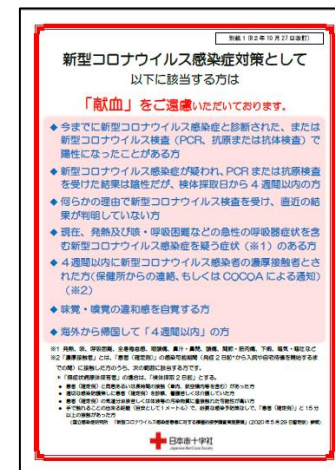 別紙1(R2年10月27日改訂)
新型コロナウイルス感染症対策として
以下に該当する方は
「献血」をご遠慮いただいております。
◆今までに新型コロナウイルス感染症と診断された、または
新型コロナウイルス検査(PCR、抗原または抗体検査)で
陽性になったことがある方
◆新型コロナウイルス感染症が疑われ、PCRまたは抗原検査
を受けた結果は陰性だが、検体採取日から4週間以内の方
◆何らかの理由で新型コロナウイルス検査を受け、直近の結
果が判明していない方
◆現在、発熱及び咳・呼吸困難などの急性の呼吸器症状を含
む新型コロナウイルス感染症を疑う症状(※1)のある方
◆4週間以内に新型コロナウイルス感染者の濃厚接触者とさ
れた方(保健所からの連絡、もしくはCOCOAによる通知)
(※2)
◆味覚・嗅覚の違和感を自覚する方
◆海外から帰国して「4週間以内」の方
日本赤十字社